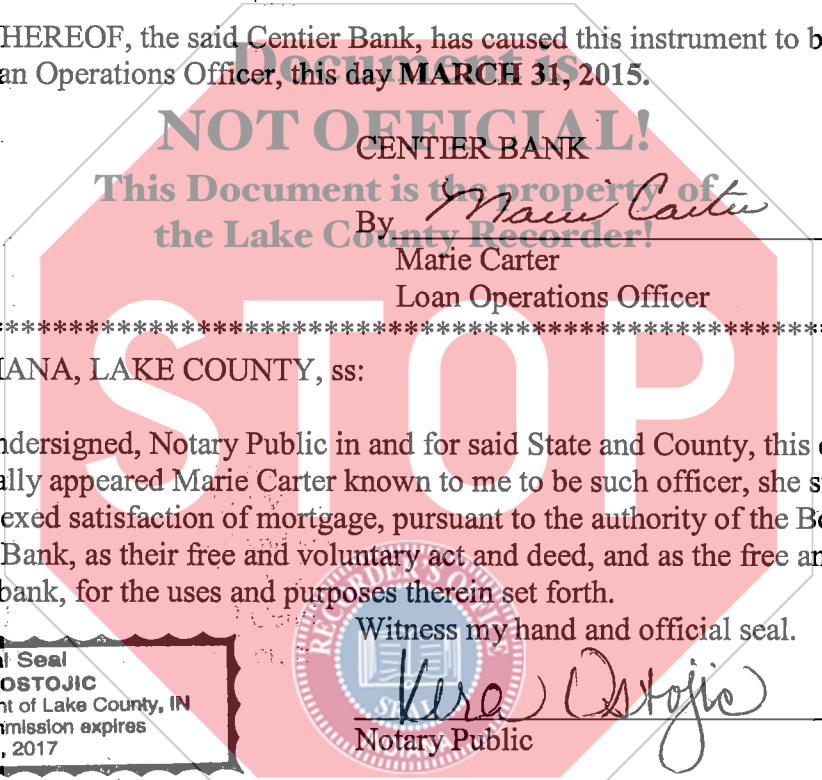 HEREOF, the said Centier Bank, has caused this instrument to b
an Operations Officer, this day MARCH 31, 2015.
Document is
NOT OFFICIAL!
CENTIER BANK
This Document is the property of
the Lake County Recorder!
By Marie Carter
Marie Carter
Loan Operations Officer
STOP
IANA, LAKE COUNTY, ss:
ndersigned, Notary Public in and for said State and County, this
ally appeared Marie Carter known to me to be such officer, she s
exed satisfaction of mortgage, pursuant to the authority of the B
Bank, as their free and voluntary act and deed, and as the free an
bank, for the uses and purposes therein set forth.
RECORDER'S OFFICE
SEAL
INDIANA
Witness my hand and official seal.
l Seal
OSTOJIC
nt of Lake County, IN
mmission expires
, 2017
Vera Ostojic
Notary Public